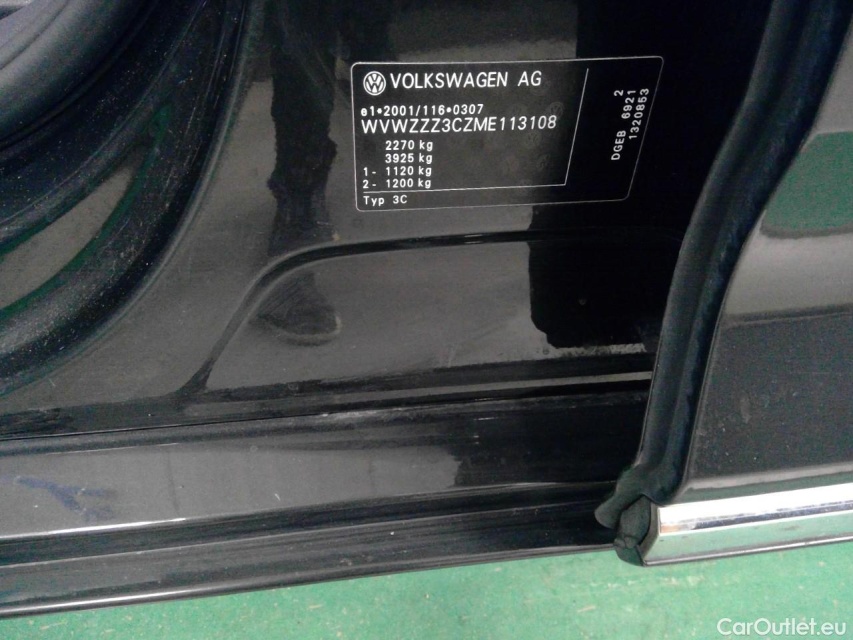 VOLKSWAGEN AG
e1*2001/116*0307
WVWZZZ3CZME113108
2270 kg
3925 kg
1- 1120 kg
2- 1200 kg
Typ 3C
2
DGEB 6921
1320853
CarOutlet.eu